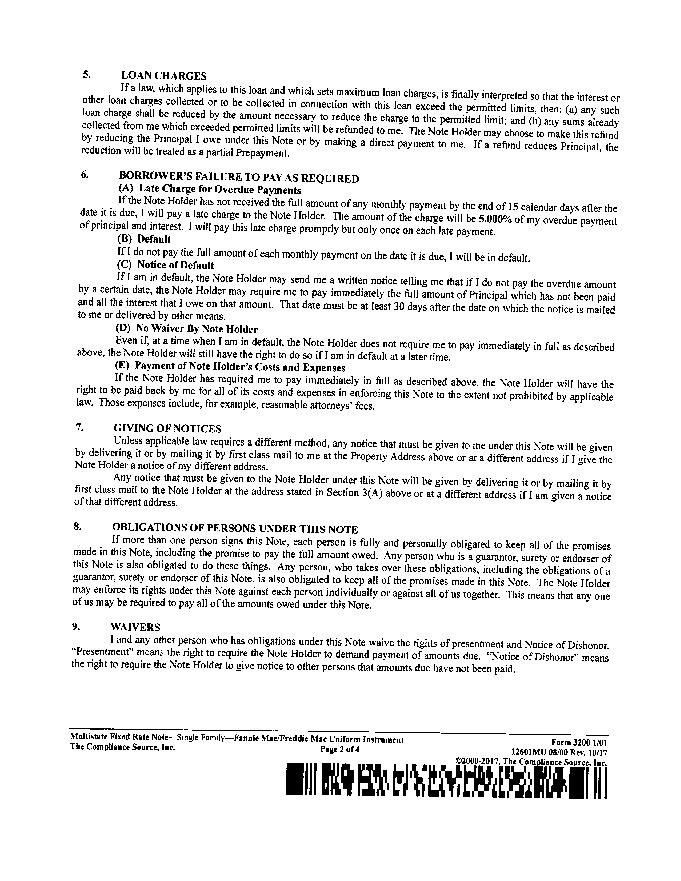 5. LOAN CHARGES
If a law, which applies to this loan and which sets maximum loan charges, is finally interpreted so that the interest or
other loan charges collected or to be collected in connection with this loan exceed the permitted limits, then: (a) any such
loan charge shall be reduced by the amount necessary to reduce the charge to the permitted limit; and (b) any sums already
collected from me which exceeded permitted limits will be refunded to me. The Note Holder may choose to make this refund
by reducing the Principal I owe under this Note or by making a direct payment to me. If a refund reduces Principal, the
reduction will be treated as a partial Prepayment.
6. BORROWER'S FAILURE TO PAY AS REQUIRED
(A) Late Charge for Overdue Payments
If the Note Holder has not received the full amount of any monthly payment by the end of 15 calendar days after the
date it is due, I will pay a late charge to the Note Holder. The amount of the charge will be 5.000% of my overdue payment
of principal and interest. I will pay this late charge promptly but only once on each late payment.
(B) Default
If I do not pay the full amount of each monthly payment on the date it is due, I will be in default.
(C) Notice of Default
If I am in default, the Note Holder may send me a written notice telling me that if I do not pay the overdue amount
by a certain date, the Note Holder may require me to pay immediately the full amount of Principal which has not been paid
and all the interest that I owe on that amount. That date must be at least 30 days after the date on which the notice is mailed
to me or delivered by other means.
(D) No Waiver By Note Holder
Even if, at a time when I am in default, the Note Holder does not require me to pay immediately in full as described
above, the Note Holder will still have the right to do so if I am in default at a later time.
(E) Payment of Note Holder's Costs and Expenses
If the Note Holder has required me to pay immediately in full as described above, the Note Holder will have the
right to be paid back by me for all of its costs and expenses in enforcing this Note to the extent not prohibited by applicable
law. Those expenses include, for example, reasonable attorneys' fees.
7. GIVING OF NOTICES
Unless applicable law requires a different method, any notice that must be given to me under this Note will be given
by delivering it or by mailing it by first class mail to me at the Property Address above or at a different address if I give the
Note Holder a notice of my different address.
Any notice that must be given to the Note Holder under this Note will be given by delivering it or by mailing it by
first class mail to the Note Holder at the address stated in Section 3(A) above or at a different address if I am given a notice
of that different address.
8. OBLIGATIONS OF PERSONS UNDER THIS NOTE
If more than one person signs this Note, each person is fully and personally obligated to keep all of the promises
made in this Note, including the promise to pay the full amount owed. Any person who is a guarantor, surety or endorser of
this Note is also obligated to do these things. Any person, who takes over these obligations, including the obligations of a
guarantor, surety or endorser of this Note, is also obligated to keep all of the promises made in this Note. The Note Holder
may enforce its rights under this Note against each person individually or against all of us together. This means that any one
of us may be required to pay all of the amounts owed under this Note.
9. WAIVERS
I and any other person who has obligations under this Note waive the rights of presentment and Notice of Dishonor.
"Presentment" means the right to require the Note Holder to demand payment of amounts due. "Notice of Dishonor" means
the right to require the Note Holder to give notice to other persons that amounts due have not been paid.
Multistate Fixed Rate Note- Single Family—Fannie Mae/Freddie Mac Uniform Instrument Form 3200 1/01
The Compliance Source, Inc. Page 2 of 4 12601MU 08/00 Rev. 10/17
©2000-2017, The Compliance Source, Inc.